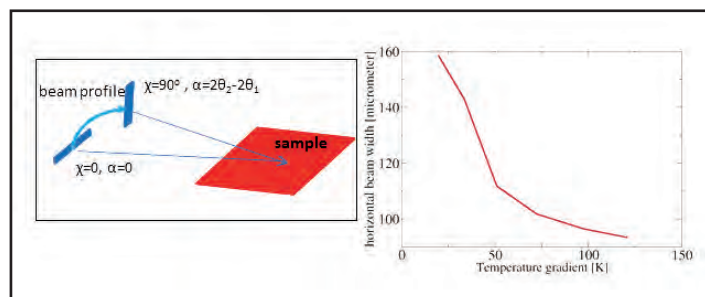 beam profile
χ=90°, α=2θ₂-2θ₁
sample
χ=0, α=0
horizontal beam width [micrometer]
160
140
120
100
0
50
100
150
Temperature gradient [K]